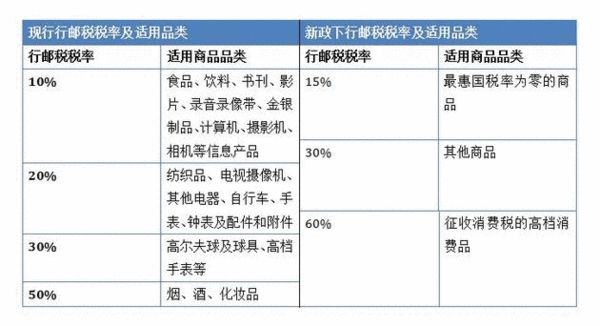 现行行邮税税率及适用品类
行邮税税率 适用商品品类
10% 食品、饮料、书刊、影
片、录音录像带、金银
制品、计算机、摄影机、
相机等信息产品
20% 纺织品、电视摄像机、
其他电器、自行车、手
表、钟表及配件和附件
30% 高尔夫球及球具、高档
手表等
50% 烟、酒、化妆品
新政下行邮税税率及适用品类
行邮税税率 适用商品品类
15% 最惠国税率为零的商
品
30% 其他商品
60% 征收消费税的高档消
费品